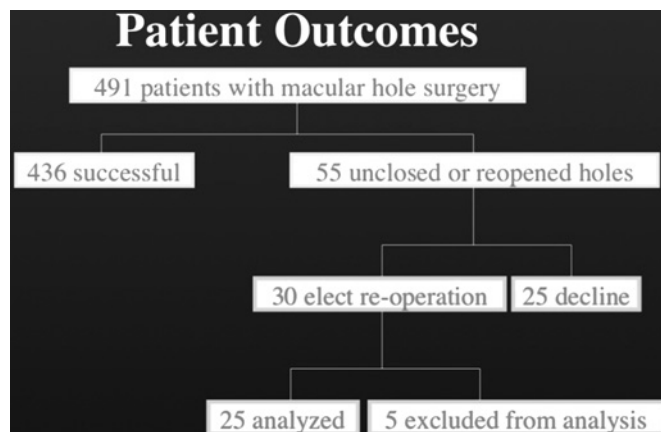 Patient Outcomes
491 patients with macular hole surgery
436 successful
55 unclosed or reopened holes
30 elect re-operation
25 decline
25 analyzed
5 excluded from analysis